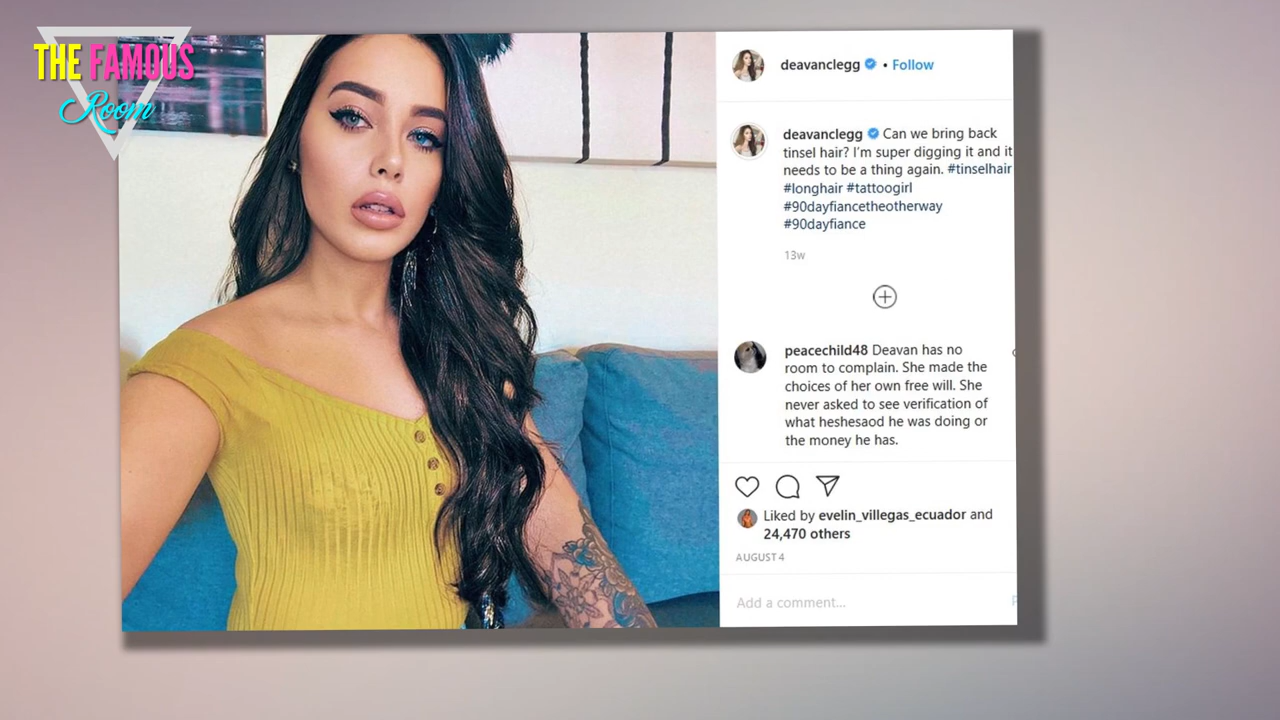 THE FAMOUS
Room
deavanclegg • Follow
deavanclegg Can we bring back
tinsel hair? I'm super digging it and it
needs to be a thing again. #tinselhair
#longhair #tattoogirl
#90dayfiancetheotherway
#90dayfiance
13w
peacechild48 Deavan has no
room to complain. She made the
choices of her own free will. She
never asked to see verification of
what heshesaod he was doing or
the money he has.
Liked by evelin_villegas_ecuador and
24,470 others
AUGUST 4
Add a comment...